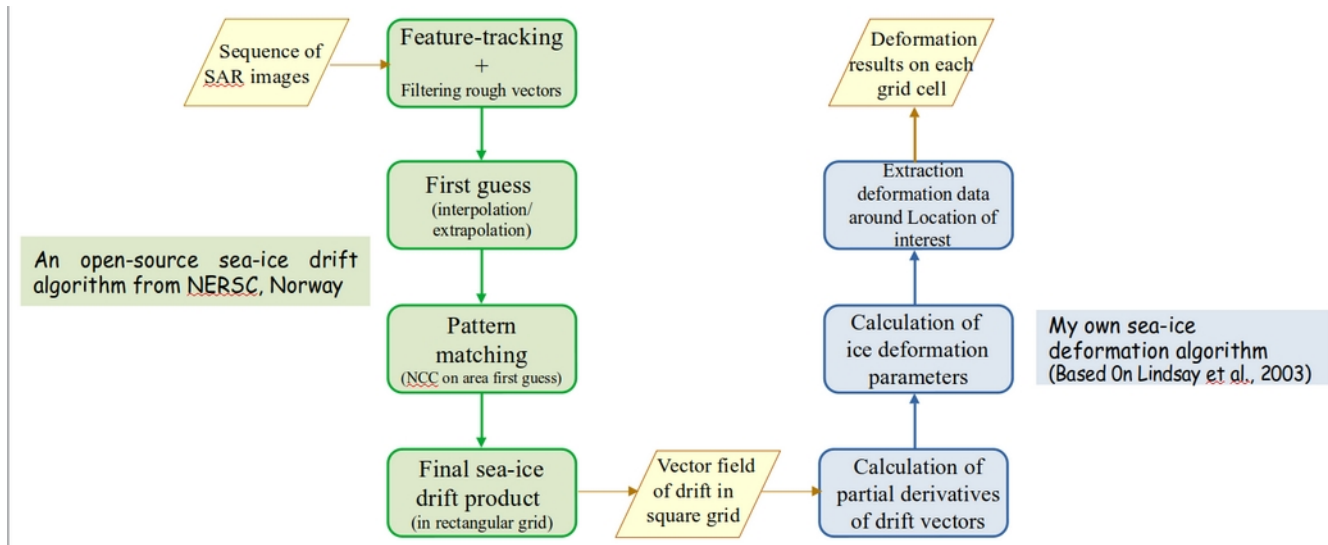 Sequence of
SAR images
Feature-tracking
+
Filtering rough vectors
First guess
(interpolation/
extrapolation)
An open-source sea-ice drift
algorithm from NERSC, Norway
Pattern
matching
(NCC on area first guess)
Final sea-ice
drift product
(in rectangular grid)
Vector field
of drift in
square grid
Calculation of
partial derivatives
of drift vectors
Calculation of
ice deformation
parameters
My own sea-ice
deformation algorithm
(Based On Lindsay et al., 2003)
Extraction
deformation data
around Location of
interest
Deformation
results on each
grid cell